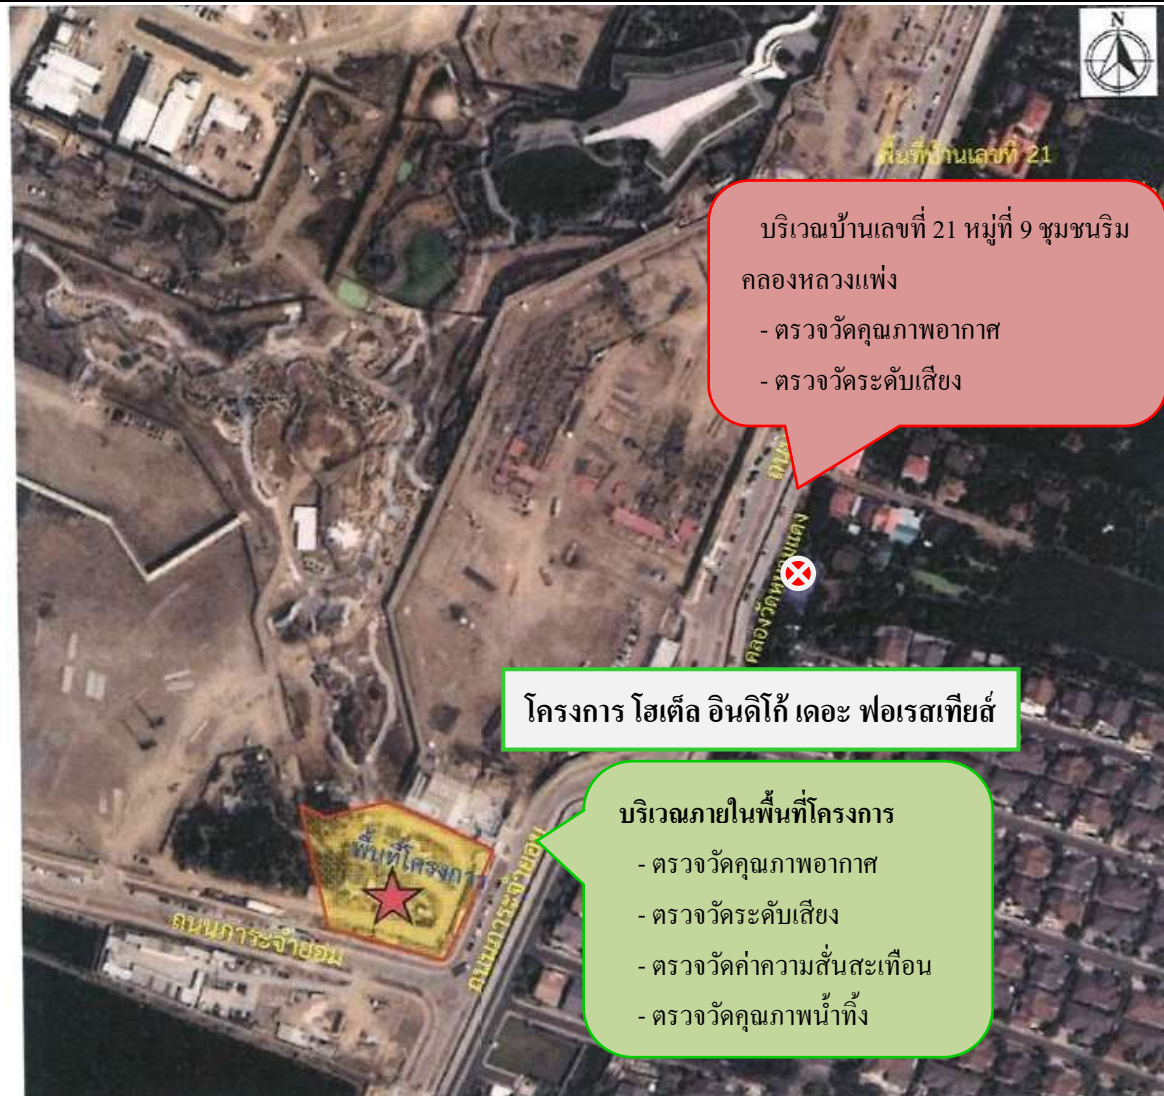 N
พื้นที่บ้านเลขที่ 21
บริเวณบ้านเลขที่ 21 หมู่ที่ 9 ชุมชนริม
คลองหลวงแพ่ง
- ตรวจวัดคุณภาพอากาศ
- ตรวจวัดระดับเสียง
คลองวัดหนามแดง
โครงการ โฮเต็ล อินดิโก้ เดอะ ฟอเรสเทียส์
บริเวณภายในพื้นที่โครงการ
- ตรวจวัดคุณภาพอากาศ
- ตรวจวัดระดับเสียง
- ตรวจวัดค่าความสั่นสะเทือน
- ตรวจวัดคุณภาพน้ำทิ้ง
พื้นที่โครงการ
ถนนภาระจำยอม
ถนนภาระจำยอม